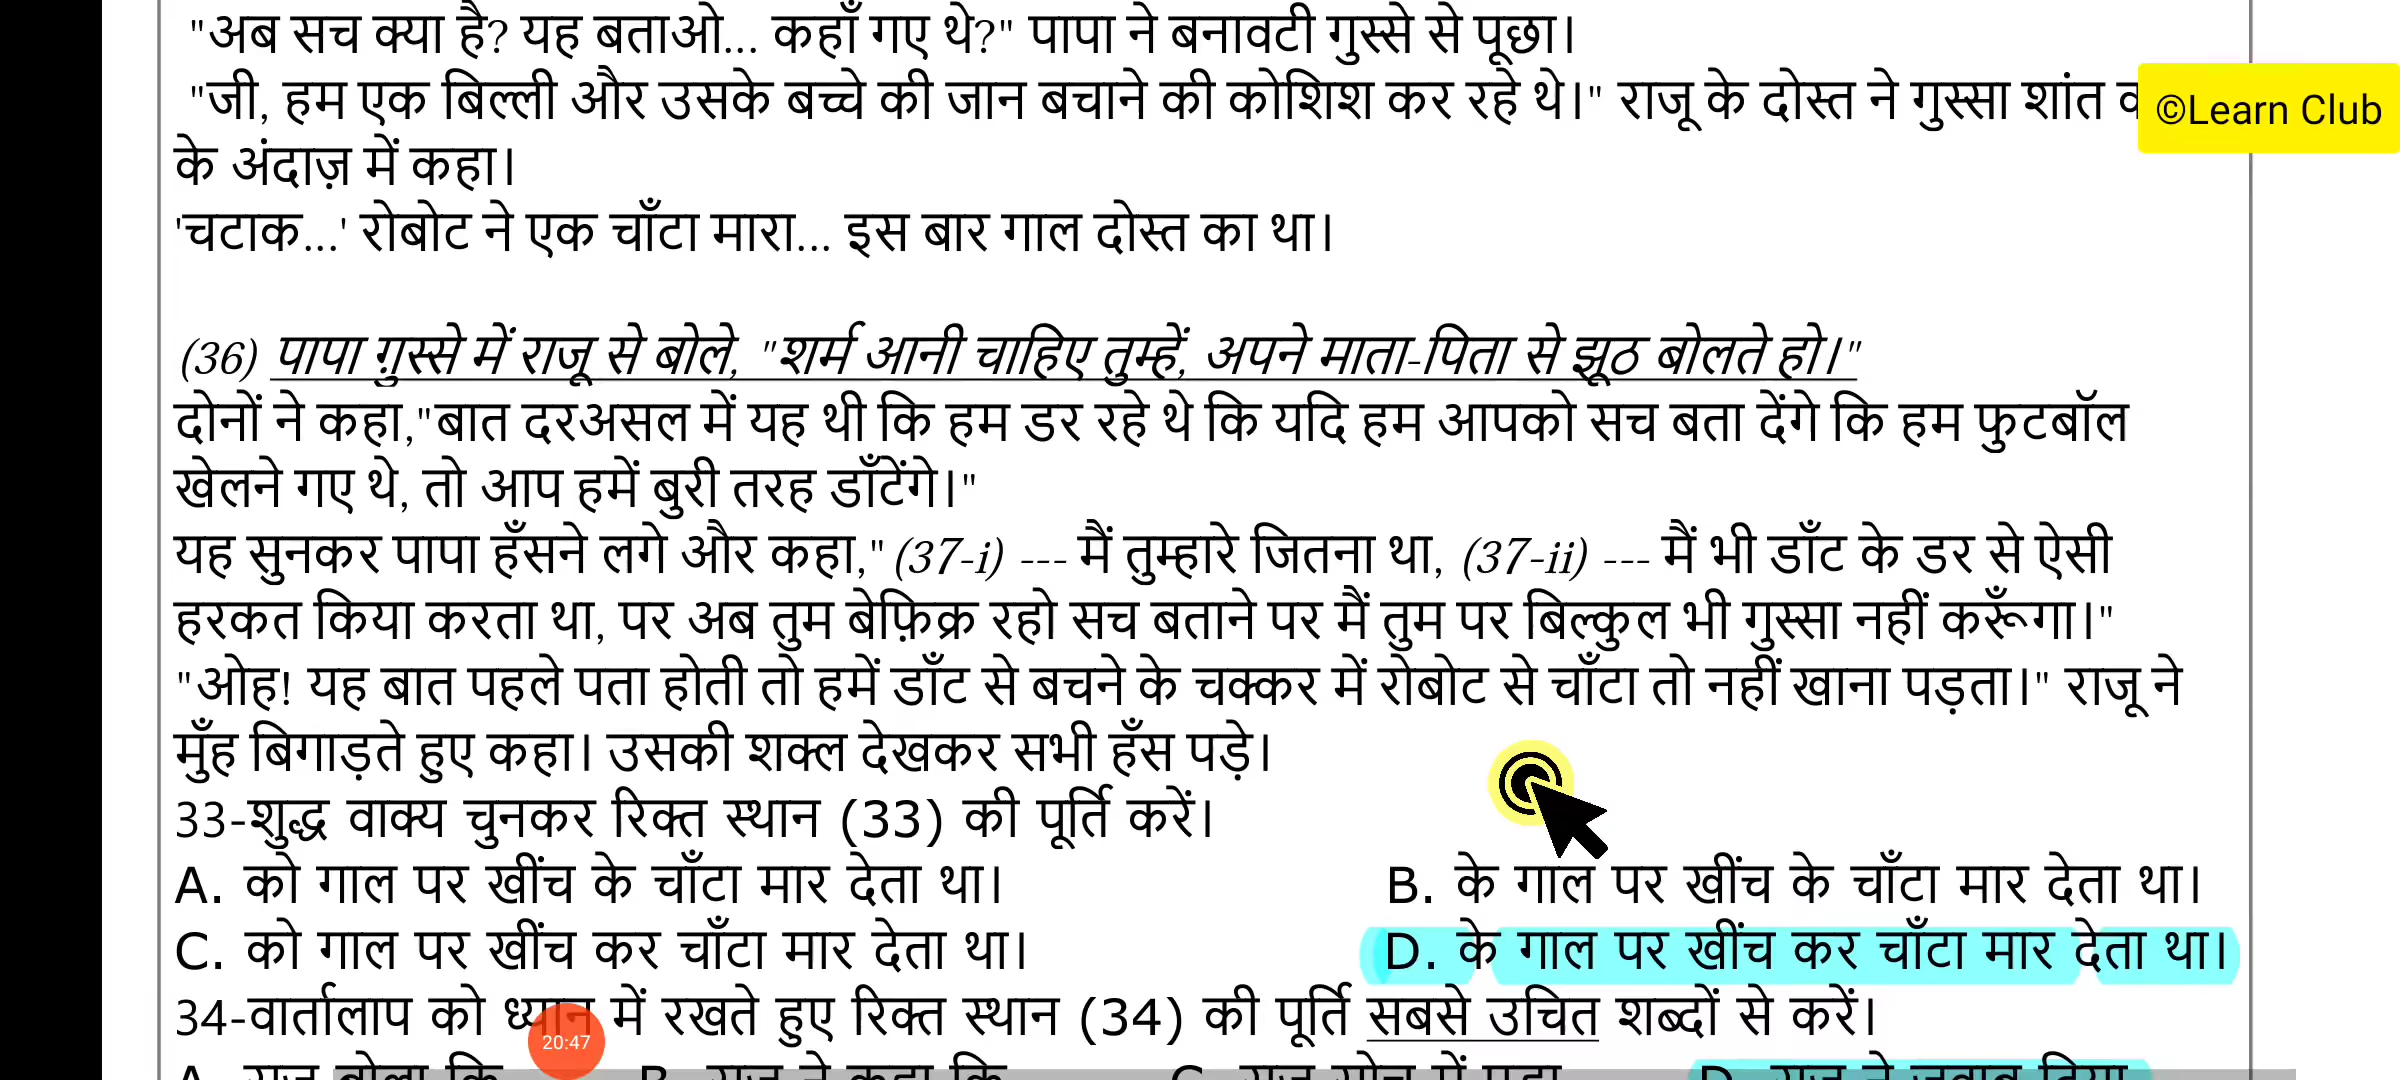 "अब सच क्या है? यह बताओ... कहाँ गए थे?" पापा ने बनावटी गुस्से से पूछा।
"जी, हम एक बिल्ली और उसके बच्चे की जान बचाने की कोशिश कर रहे थे।" राजू के दोस्त ने गुस्सा शांत
©Learn Club
के अंदाज़ में कहा।
'चटाक...' रोबोट ने एक चाँटा मारा... इस बार गाल दोस्त का था।
(36) पापा गुस्से में राजू से बोले, "शर्म आनी चाहिए तुम्हें, अपने माता-पिता से झूठ बोलते हो।"
दोनों ने कहा,"बात दरअसल में यह थी कि हम डर रहे थे कि यदि हम आपको सच बता देंगे कि हम फुटबॉल
खेलने गए थे, तो आप हमें बुरी तरह डाँटेंगे।"
यह सुनकर पापा हँसने लगे और कहा," (37-i) --- मैं तुम्हारे जितना था, (37-ii) --- मैं भी डाँट के डर से ऐसी
हरकत किया करता था, पर अब तुम बेफ़िक्र रहो सच बताने पर मैं तुम पर बिल्कुल भी गुस्सा नहीं करूँगा।"
"ओह! यह बात पहले पता होती तो हमें डाँट से बचने के चक्कर में रोबोट से चाँटा तो नहीं खाना पड़ता।" राजू ने
मुँह बिगाड़ते हुए कहा। उसकी शक्ल देखकर सभी हँस पड़े।
33-शुद्ध वाक्य चुनकर रिक्त स्थान (33) की पूर्ति करें।
A. को गाल पर खींच के चाँटा मार देता था। B. के गाल पर खींच के चाँटा मार देता था।
C. को गाल पर खींच कर चाँटा मार देता था। D. के गाल पर खींच कर चाँटा मार देता था।
34-वार्तालाप को ध्यान में रखते हुए रिक्त स्थान (34) की पूर्ति सबसे उचित शब्दों से करें।
20:47